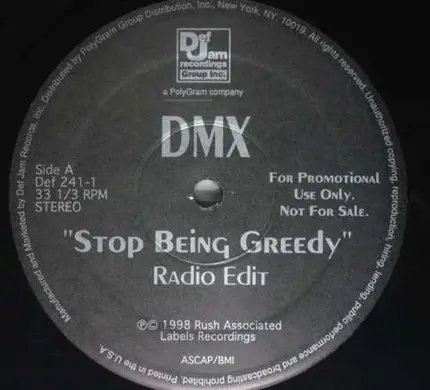 Def
Jam
recordings
Group Inc.
a PolyGram company
DMX
Side A
Def 241-1
33 1/3 RPM
STEREO
FOR PROMOTIONAL
USE ONLY.
NOT FOR SALE.
"STOP BEING GREEDY"
RADIO EDIT
℗© 1998 Rush Associated
Labels Recordings
ASCAP/BMI
Manufactured and Marketed by Def Jam Records, Inc. Distributed by PolyGram Group Distribution, Inc., New York, NY, 10019. All rights reserved. Unauthorized copying, reproduction, hiring, lending, public performance and broadcasting prohibited. Printed in the U.S.A.